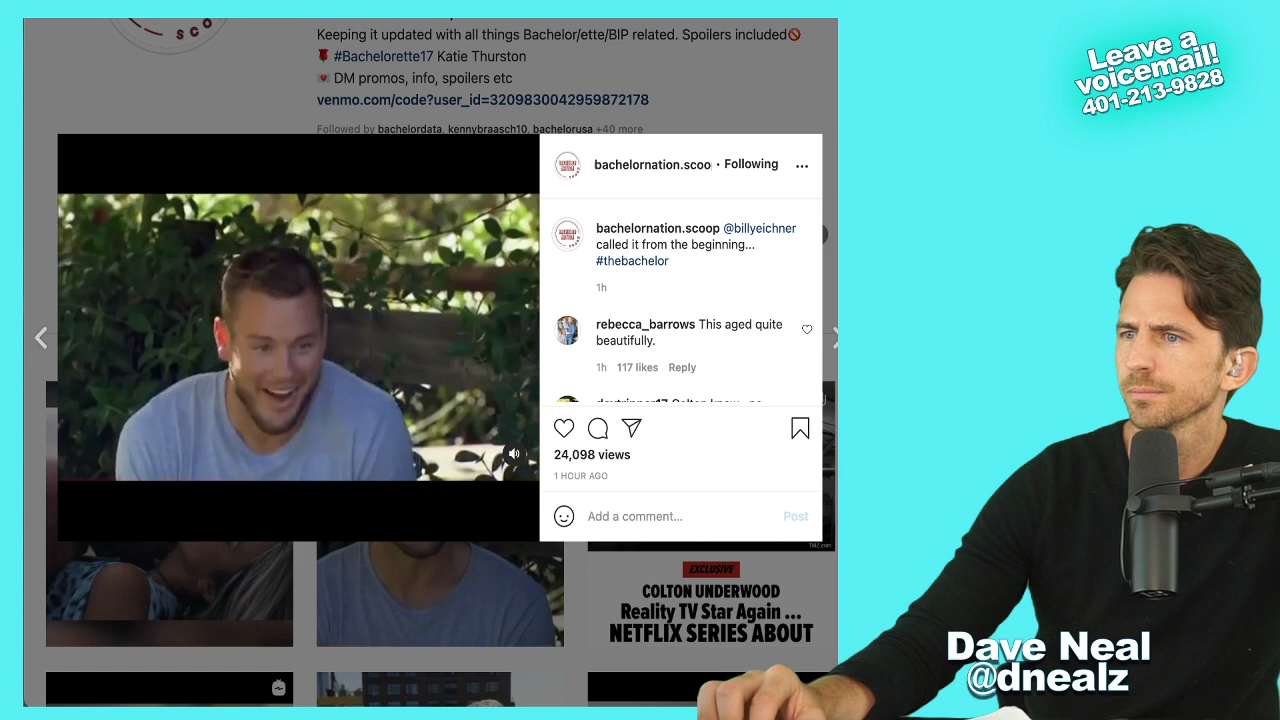 SCO
Keeping it updated with all things Bachelor/ette/BIP related. Spoilers included🚫
🌹 #Bachelorette17 Katie Thurston
💌 DM promos, info, spoilers etc
venmo.com/code?user_id=3209830042959872178
Followed by bachelordata, kennybraasch10, bachelorusa +40 more
bachelornation.scoo • Following
bachelornation.scoop @billyeichner
called it from the beginning...
#thebachelor
1h
rebecca_barrows This aged quite
beautifully.
1h 117 likes Reply
24,098 views
1 HOUR AGO
Add a comment... Post
TMZ.com
EXCLUSIVE
COLTON UNDERWOOD
Reality TV Star Again ...
NETFLIX SERIES ABOUT
Leave a
voicemail!
401-213-9828
Dave Neal
@dnealz